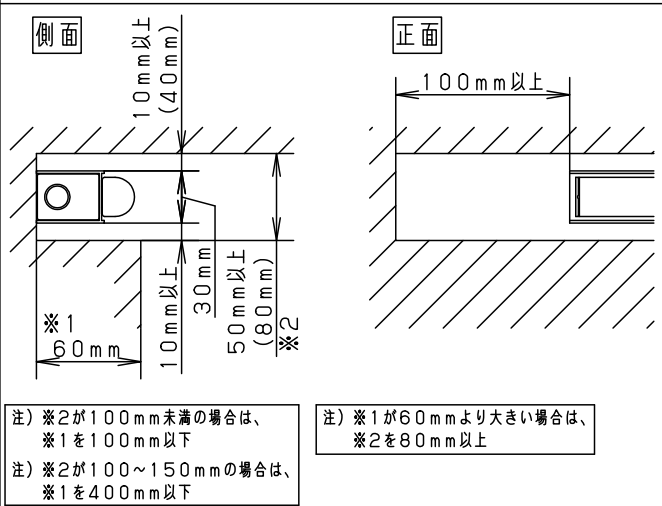 側面
10mm以上
(40mm)
正面
100mm以上
※1
60mm
10mm以上
30mm
50mm以上
(80mm)
※2
注)※2が100mm未満の場合は、
※1を100mm以下
注)※2が100~150mmの場合は、
※1を400mm以下
注)※1が60mmより大きい場合は、
※2を80mm以上